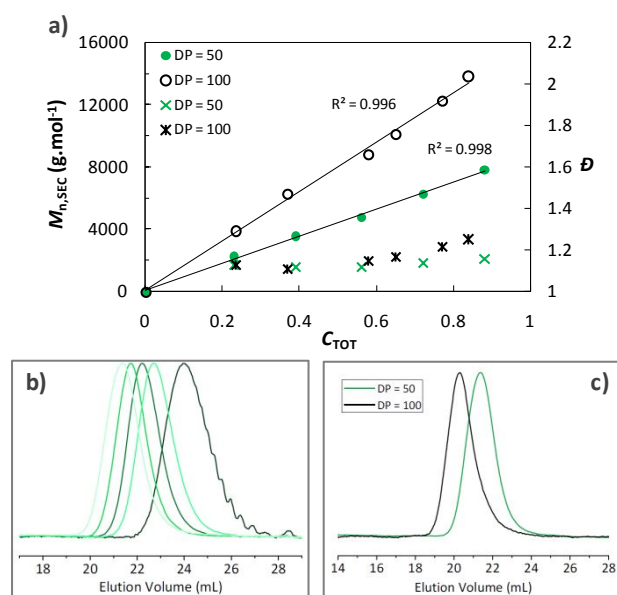 a)
16000
14000
12000
8000
4000
0
M n,SEC (g.mol-1)
DP = 50
DP = 100
DP = 50
DP = 100
R² = 0.996
R² = 0.998
2.2
2
1.8
1.6
1.4
1.2
1
Đ
0 0.2 0.4 0.6 0.8 1
C TOT
b)
18 20 22 24 26 28
Elution Volume (mL)
c)
DP = 50
DP = 100
14 16 18 20 22 24 26 28
Elution Volume (mL)